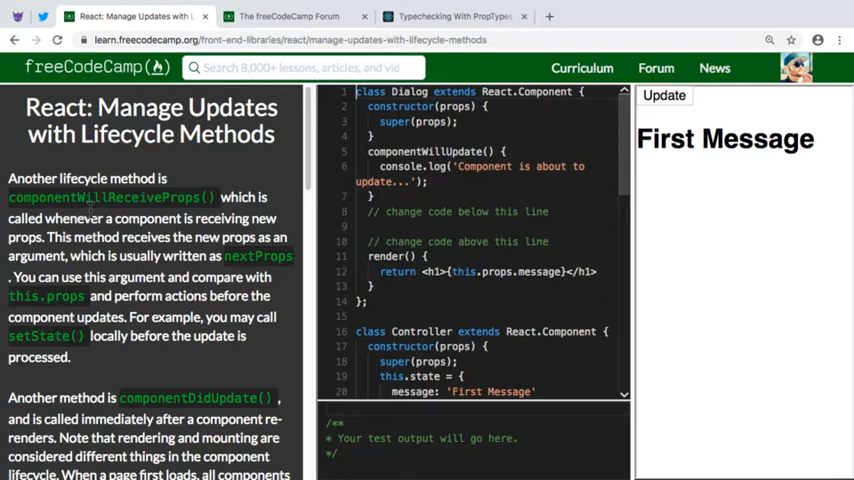 React: Manage Updates with L
The freeCodeCamp Forum
Typechecking With PropTypes
learn.freecodecamp.org/front-end-libraries/react/manage-updates-with-lifecycle-methods
freeCodeCamp
Search 8,000+ lessons, articles, and vid
Curriculum
Forum
News
React: Manage Updates
with Lifecycle Methods
Another lifecycle method is
componentWillReceiveProps() which is
called whenever a component is receiving new
props. This method receives the new props as an
argument, which is usually written as nextProps
. You can use this argument and compare with
this.props and perform actions before the
component updates. For example, you may call
setState() locally before the update is
processed.
Another method is componentDidUpdate() ,
and is called immediately after a component re-
renders. Note that rendering and mounting are
considered different things in the component
lifecycle. When a page first loads, all components
1 class Dialog extends React.Component {
2 constructor(props) {
3 super(props);
4 }
5 componentWillUpdate() {
6 console.log('Component is about to
update...');
7 }
8 // change code below this line
9
10 // change code above this line
11 render() {
12 return <h1>{this.props.message}</h1>
13 }
14 };
15
16 class Controller extends React.Component {
17 constructor(props) {
18 super(props);
19 this.state = {
20 message: 'First Message'
/**
* Your test output will go here.
*/
Update
First Message